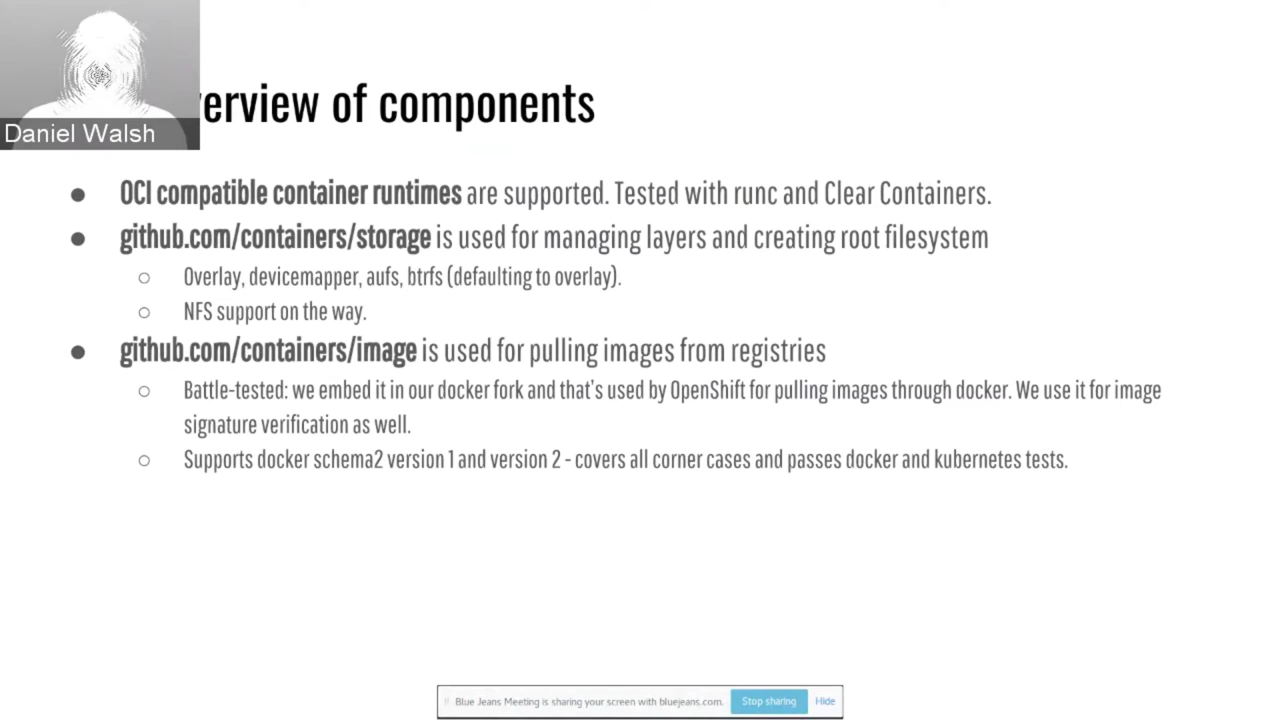 Daniel Walsh
verview of components
● OCI compatible container runtimes are supported. Tested with runc and Clear Containers.
● github.com/containers/storage is used for managing layers and creating root filesystem
○ Overlay, devicemapper, aufs, btrfs (defaulting to overlay).
○ NFS support on the way.
● github.com/containers/image is used for pulling images from registries
○ Battle-tested: we embed it in our docker fork and that's used by OpenShift for pulling images through docker. We use it for image
signature verification as well.
○ Supports docker schema2 version 1 and version 2 - covers all corner cases and passes docker and kubernetes tests.
Blue Jeans Meeting is sharing your screen with bluejeans.com. Stop sharing Hide